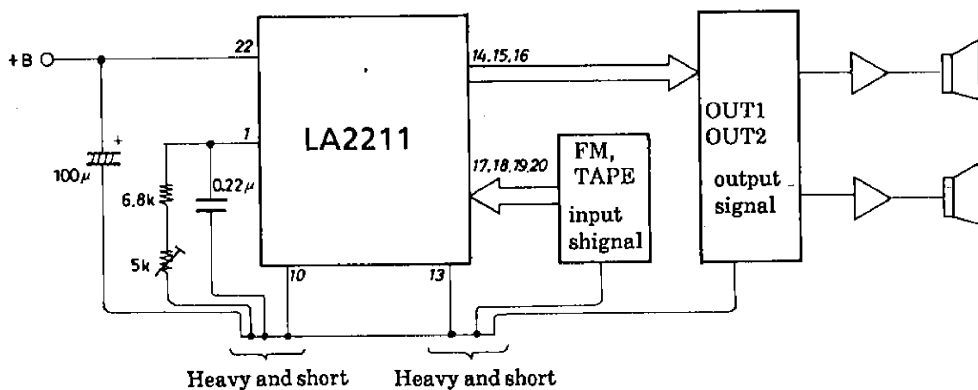 +B
22
14,15,16
+
100μ
1
6.8k
0.22μ
5k
LA2211
17,18,19,20
FM,
TAPE
input
shignal
OUT1
OUT2
output
signal
10
13
Heavy and short
Heavy and short